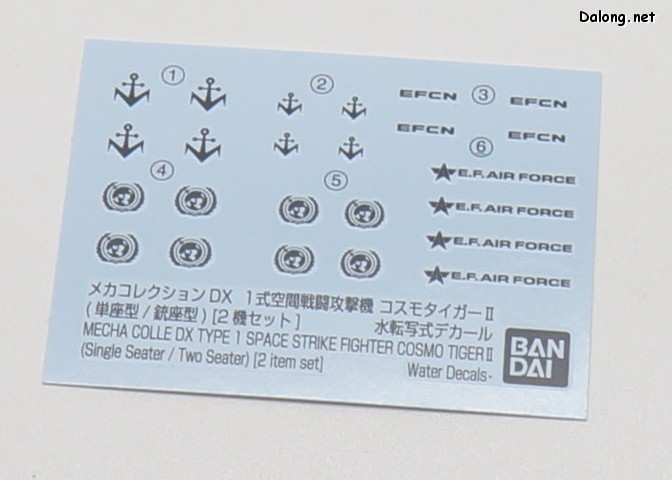 Dalong.net
① ② ③ EFCN EFCN
EFCN EFCN
④ ⑤ ⑥
E.F.AIR FORCE
E.F.AIR FORCE
E.F.AIR FORCE
E.F.AIR FORCE
メカコレクションDX 1式空間戦闘攻撃機 コスモタイガーⅡ
(単座型/銃座型) [2機セット] 水転写式デカール
MECHA COLLE DX TYPE 1 SPACE STRIKE FIGHTER COSMO TIGERⅡ
(Single Seater / Two Seater) [2 item set] Water Decals-
BAN
DAI